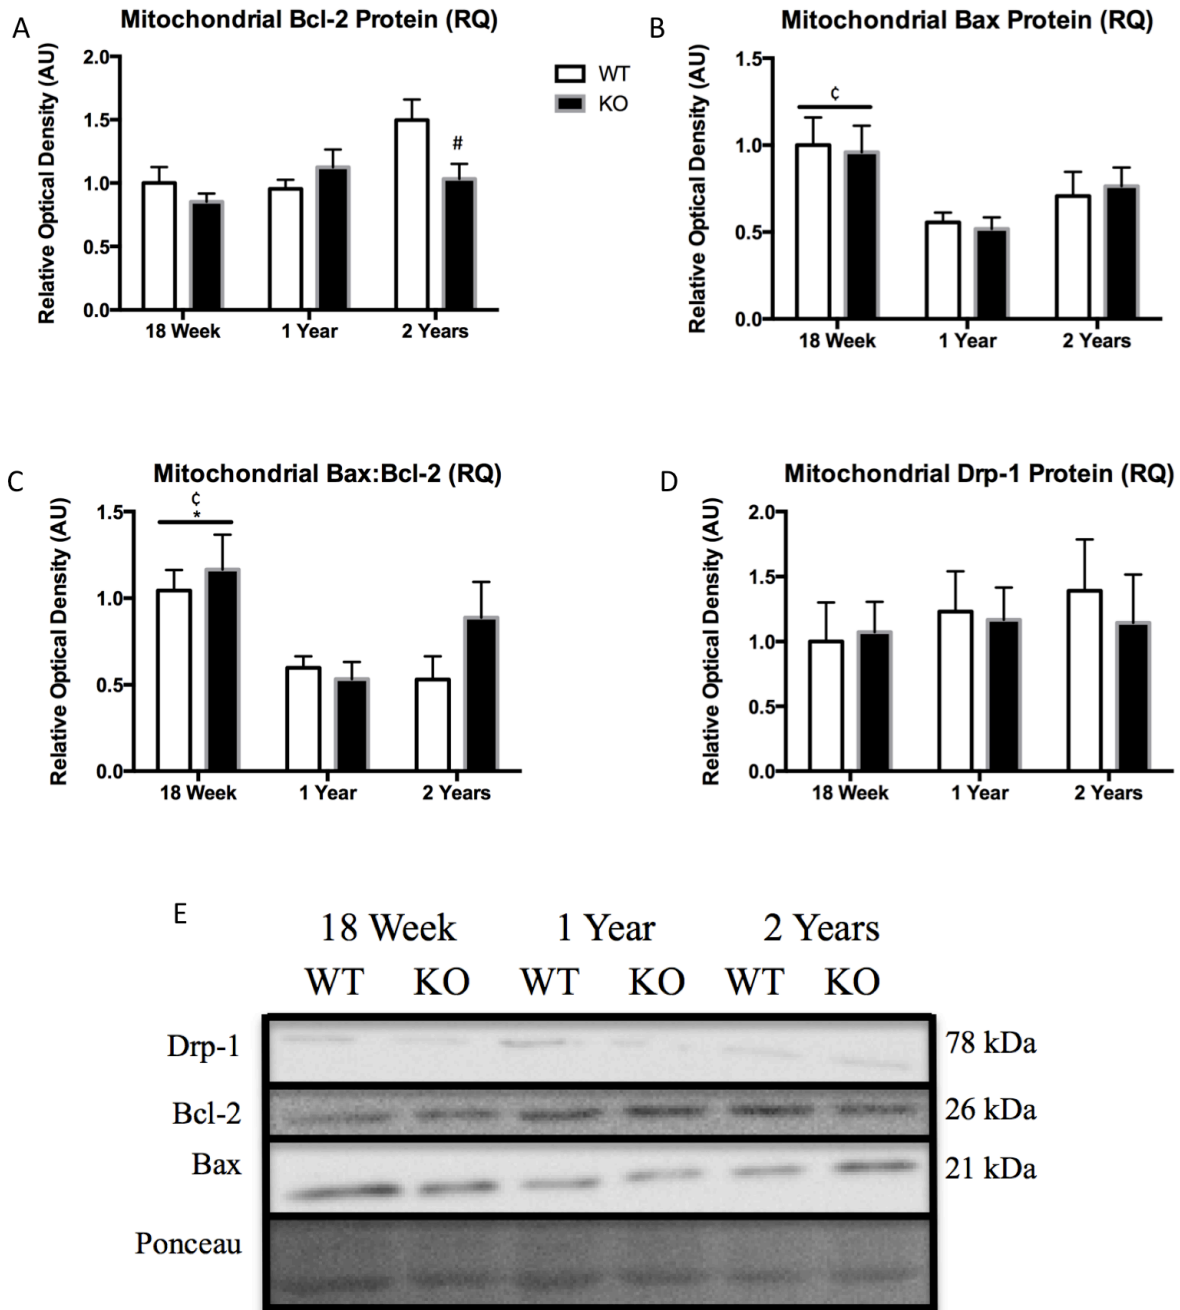 A
Mitochondrial Bcl-2 Protein (RQ)
Relative Optical Density (AU)
2.0
1.5
1.0
0.5
0.0
#
18 Week 1 Year 2 Years
WT
KO
B
Mitochondrial Bax Protein (RQ)
Relative Optical Density (AU)
1.5
1.0
0.5
0.0
¢
18 Week 1 Year 2 Years
C
Mitochondrial Bax:Bcl-2 (RQ)
Relative Optical Density (AU)
1.5
1.0
0.5
0.0
¢
*
18 Week 1 Year 2 Years
D
Mitochondrial Drp-1 Protein (RQ)
Relative Optical Density (AU)
2.0
1.5
1.0
0.5
0.0
18 Week 1 Year 2 Years
E
18 Week 1 Year 2 Years
WT KO WT KO WT KO
Drp-1 78 kDa
Bcl-2 26 kDa
Bax 21 kDa
Ponceau